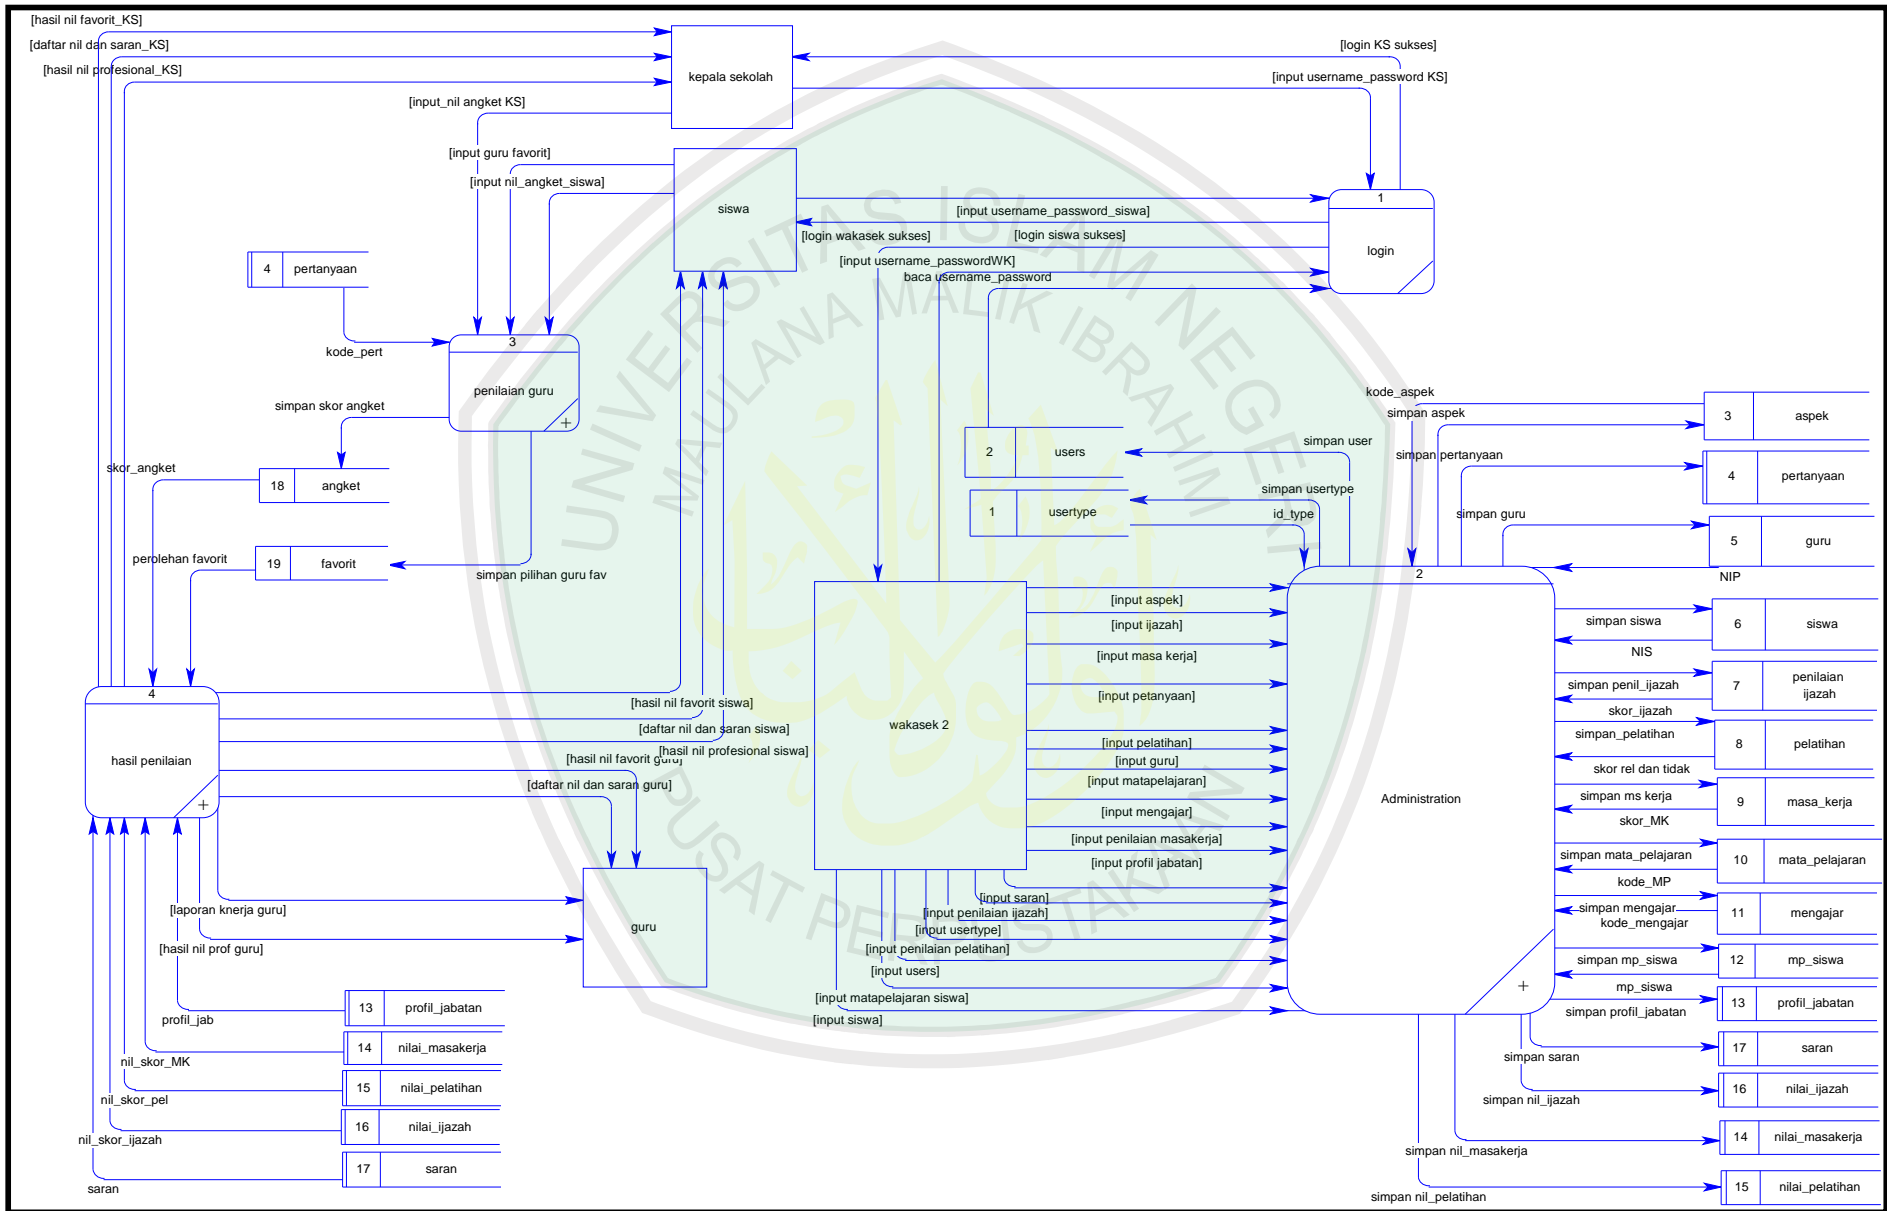 [hasil nil favorit_KS]
[daftar nil dan saran_KS]
[hasil nil profesional_KS]
[input_nil angket KS]
kepala sekolah
[login KS sukses]
[input username_password KS]
[input guru favorit]
[input nil_angket_siswa]
siswa
[input username_password_siswa]
[login wakasek sukses]
[login siswa sukses]
[input username_passwordWK]
baca username_password
1
login
4
pertanyaan
kode_pert
3
penilaian guru
+
simpan skor angket
skor_angket
18
angket
perolehan favorit
19
favorit
simpan pilihan guru fav
2
users
simpan user
1
usertype
simpan usertype
id_type
kode_aspek
simpan aspek
3
aspek
simpan pertanyaan
4
pertanyaan
simpan guru
5
guru
NIP
4
hasil penilaian
+
[hasil nil favorit siswa]
[daftar nil dan saran siswa]
[hasil nil profesional siswa]
[hasil nil favorit guru]
[daftar nil dan saran guru]
guru
[laporan knerja guru]
[hasil nil prof guru]
wakasek 2
[input aspek]
[input ijazah]
[input masa kerja]
[input petanyaan]
[input pelatihan]
[input guru]
[input matapelajaran]
[input mengajar]
[input penilaian masakerja]
[input profil jabatan]
[input saran]
[input penilaian ijazah]
[input usertype]
[input penilaian pelatihan]
[input users]
[input matapelajaran siswa]
[input siswa]
2
Administration
+
simpan siswa
6
siswa
NIS
simpan penil_ijazah
7
penilaian
ijazah
skor_ijazah
simpan_pelatihan
8
pelatihan
skor rel dan tidak
simpan ms kerja
9
masa_kerja
skor_MK
simpan mata_pelajaran
10
mata_pelajaran
kode_MP
simpan mengajar
11
mengajar
kode_mengajar
simpan mp_siswa
12
mp_siswa
mp_siswa
13
profil_jabatan
simpan profil_jabatan
simpan saran
17
saran
simpan nil_ijazah
16
nilai_ijazah
simpan nil_masakerja
14
nilai_masakerja
simpan nil_pelatihan
15
nilai_pelatihan
profil_jab
13
profil_jabatan
nil_skor_MK
14
nilai_masakerja
nil_skor_pel
15
nilai_pelatihan
nil_skor_ijazah
16
nilai_ijazah
saran
17
saran
UNIVERSITAS ISLAM NEGERI
MAULANA MALIK IBRAHIM
PUSAT PERPUSTAKAAN